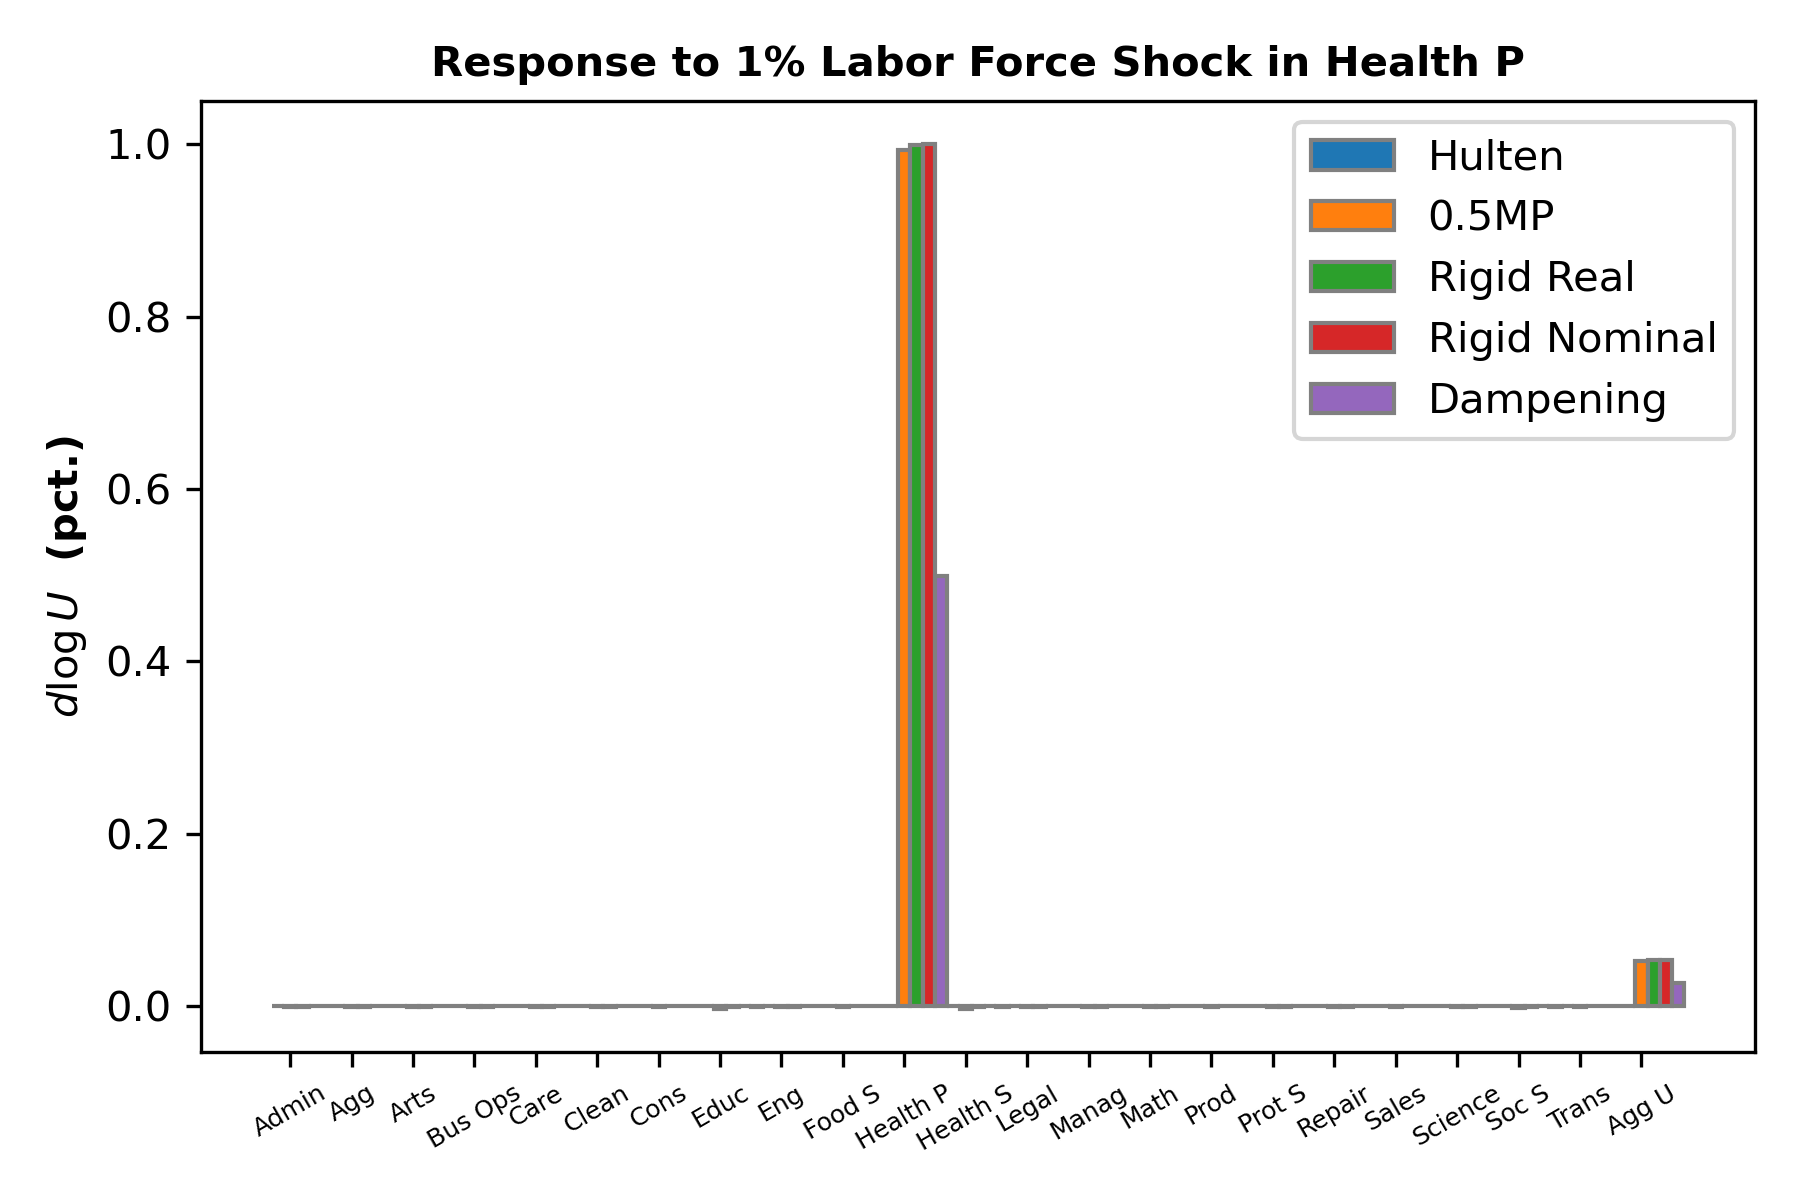 Response to 1% Labor Force Shock in Health P
Hulten
0.5MP
Rigid Real
Rigid Nominal
Dampening
dlog U (pct.)
1.0
0.8
0.6
0.4
0.2
0.0
Admin
Agg
Arts
Bus Ops
Care
Clean
Cons
Educ
Eng
Food S
Health P
Health S
Legal
Manag
Math
Prod
Prot S
Repair
Sales
Science
Soc S
Trans
Agg U